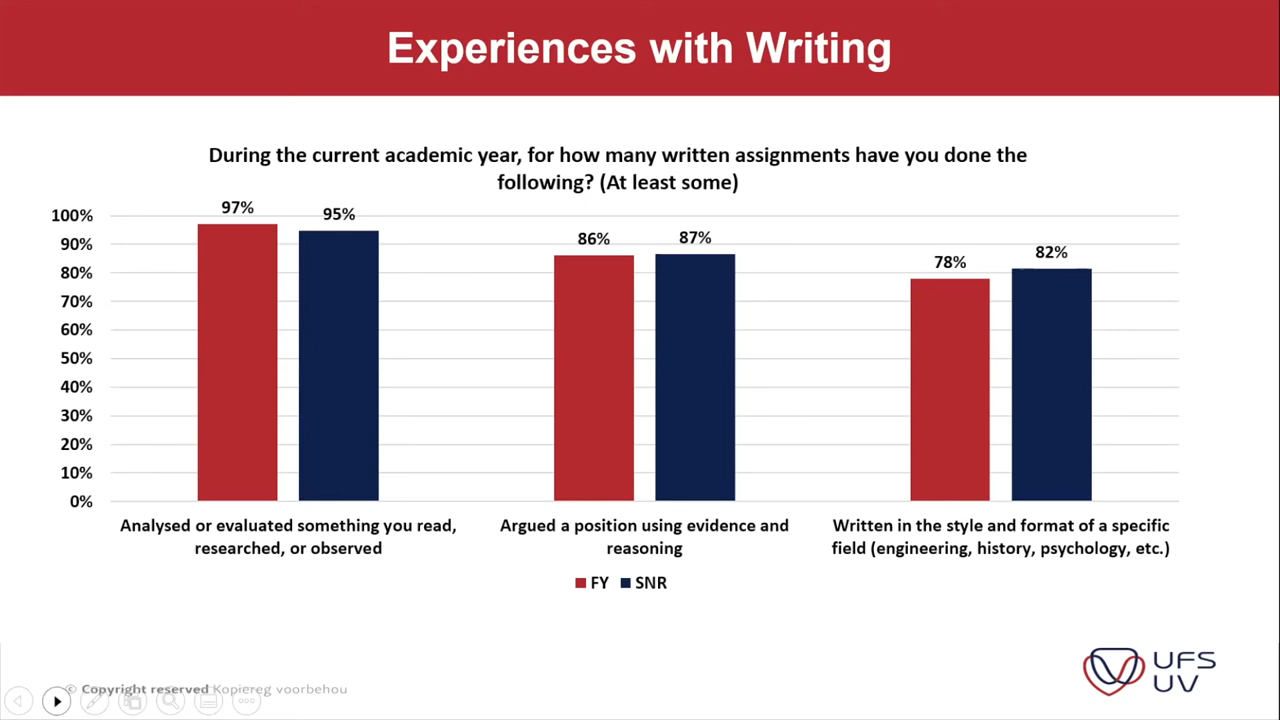 Experiences with Writing
During the current academic year, for how many written assignments have you done the
following? (At least some)
100%
90%
80%
70%
60%
50%
40%
30%
20%
10%
0%
97%
95%
86%
87%
78%
82%
Analysed or evaluated something you read,
researched, or observed
Argued a position using evidence and
reasoning
Written in the style and format of a specific
field (engineering, history, psychology, etc.)
FY
SNR
© Copyright reserved Kopiereg voorbehou
UFS
UV